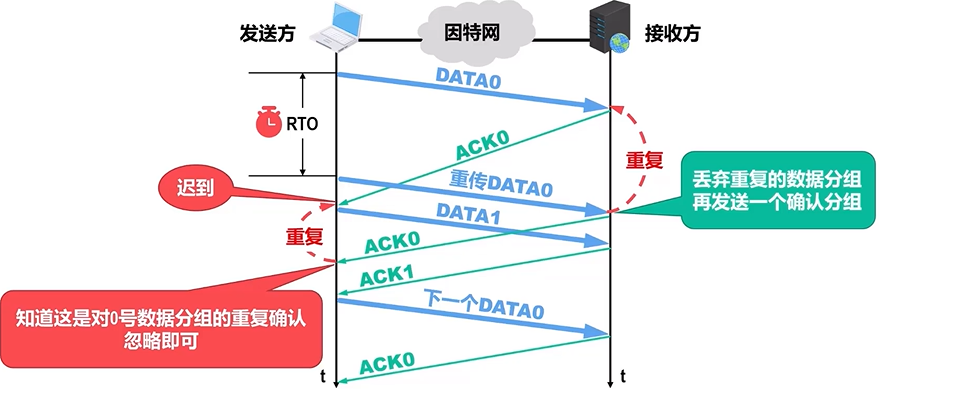 发送方
因特网
接收方
DATA0
RTO
ACK0
重复
迟到
重传DATA0
丢弃重复的数据分组
再发送一个确认分组
DATA1
重复
ACK0
ACK1
知道这是对0号数据分组的重复确认
忽略即可
下一个DATA0
ACK0
t
t